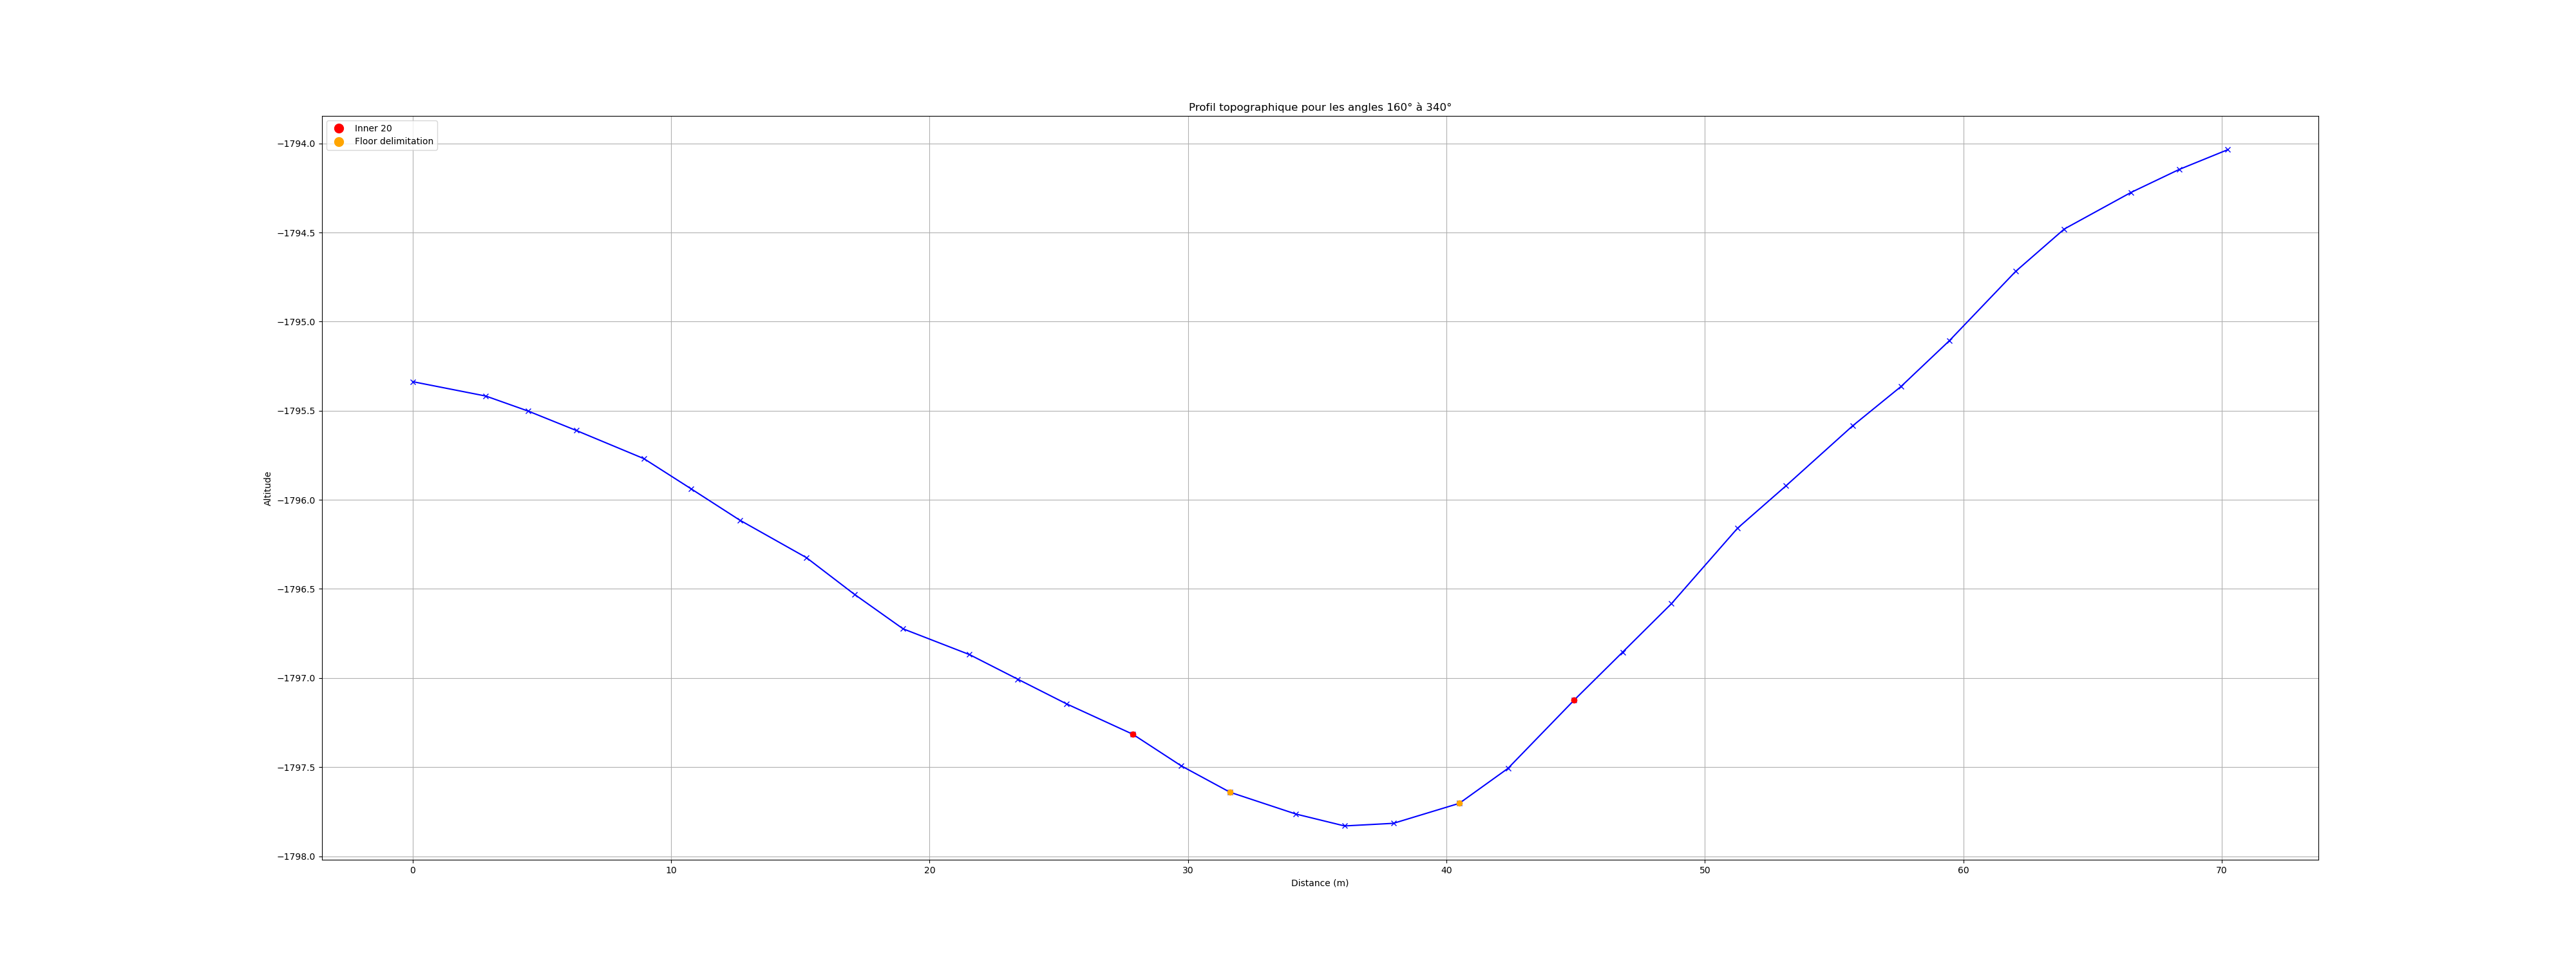 Profil topographique pour les angles 160° à 340°
Inner 20
Floor delimitation
−1794.0
−1794.5
−1795.0
−1795.5
−1796.0
−1796.5
−1797.0
−1797.5
−1798.0
Altitude
0 10 20 30 40 50 60 70
Distance (m)